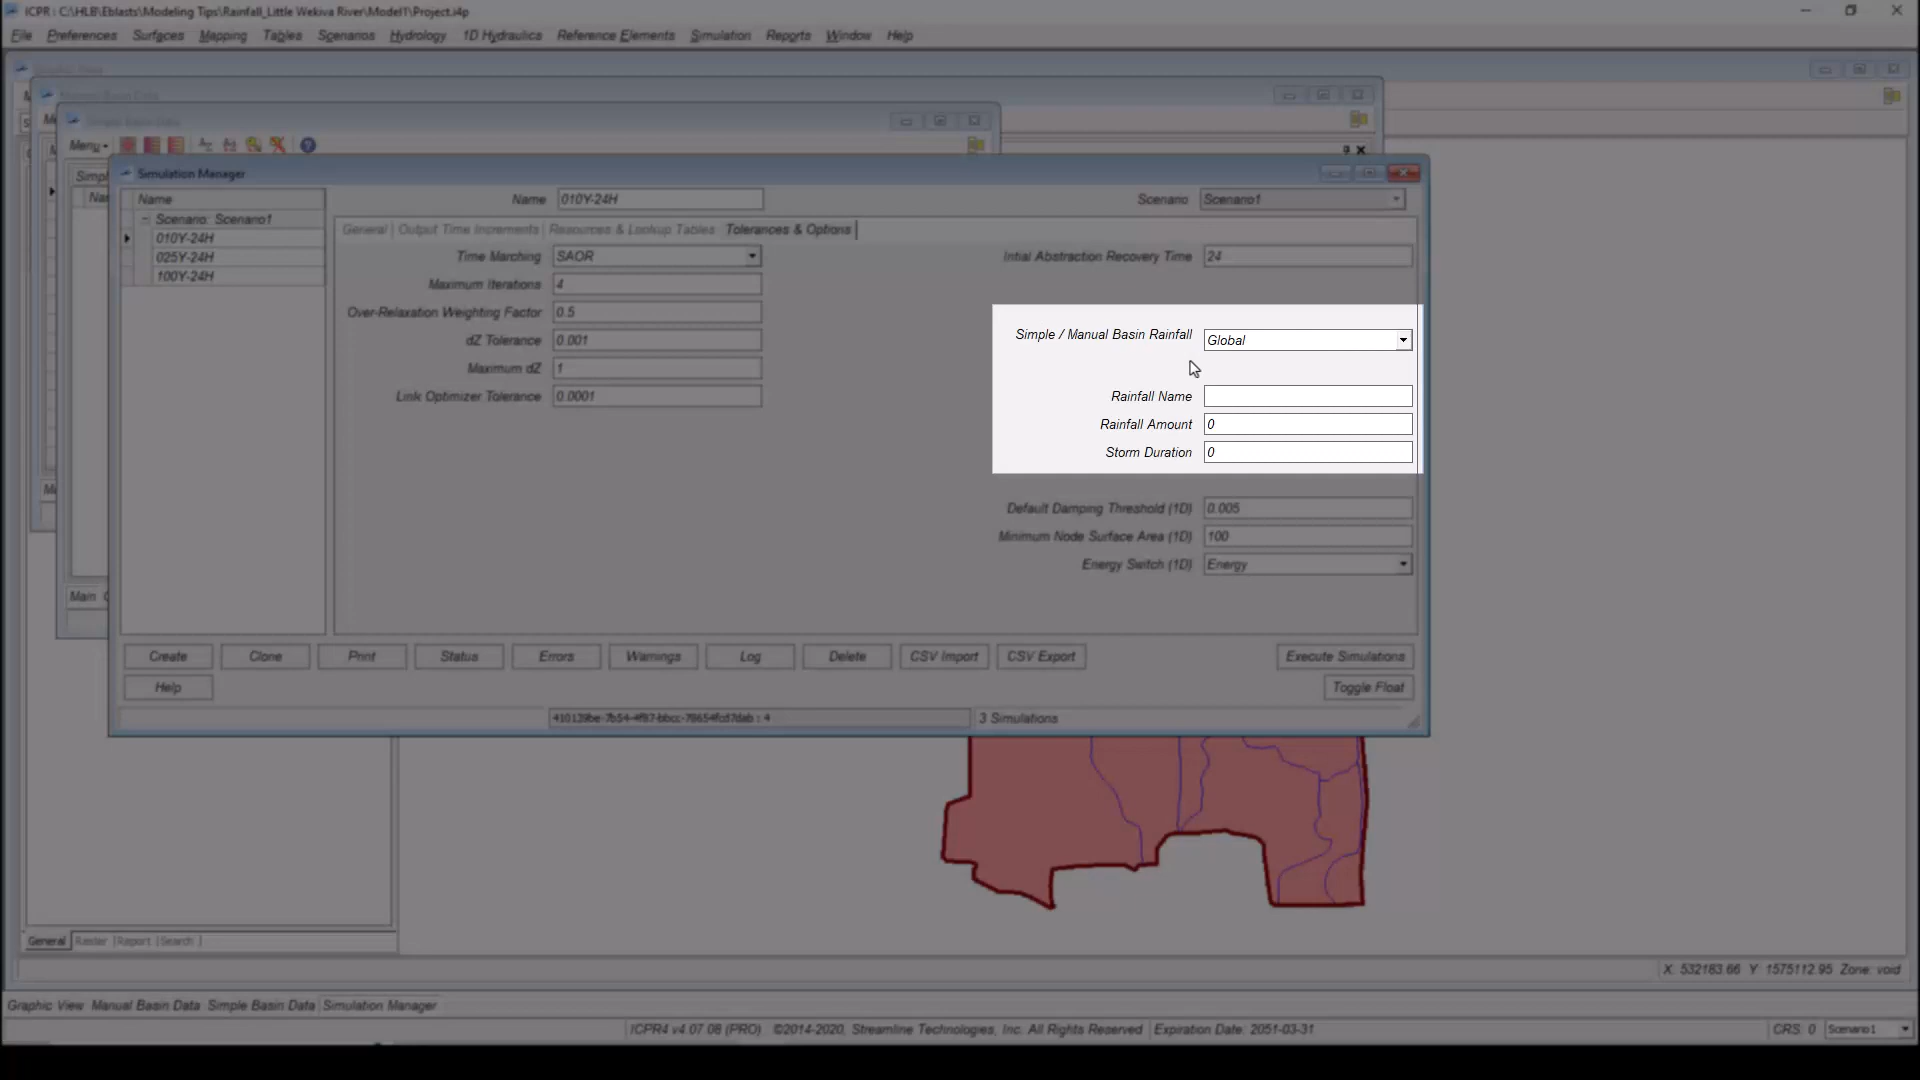 ICPR : C:\HLB\Eblasts\Modeling Tips\Rainfall_Little Wekiva River\Model1\Project.i4p
File Preferences Surfaces Mapping Tables Scenarios Hydrology 1D Hydraulics Reference Elements Simulation Reports Window Help
Simple Basin Data
Menu
Simpl
Nam
Simulation Manager
Name
Scenario: Scenario1
010Y-24H
025Y-24H
100Y-24H
Name 010Y-24H
Scenario Scenario1
General Output Time Increments Resources & Lookup Tables Tolerances & Options
Time Marching SAOR
Maximum Iterations 4
Over-Relaxation Weighting Factor 0.5
dZ Tolerance 0.001
Maximum dZ 1
Link Optimizer Tolerance 0.0001
Intial Abstraction Recovery Time 24
Simple / Manual Basin Rainfall Global
Rainfall Name
Rainfall Amount 0
Storm Duration 0
Default Damping Threshold (1D) 0.005
Minimum Node Surface Area (1D) 100
Energy Switch (1D) Energy
Main
Create Clone Print Status Errors Warnings Log Delete CSV Import CSV Export Execute Simulations
Help Toggle Float
3 Simulations
General Raster Report Search
X: 532183.66 Y: 1575112.95 Zone: void
Graphic View Manual Basin Data Simple Basin Data Simulation Manager
ICPR4 v4.07.08 (PRO) ©2014-2020, Streamline Technologies, Inc. All Rights Reserved Expiration Date: 2051-03-31
CRS: 0 Scenario1